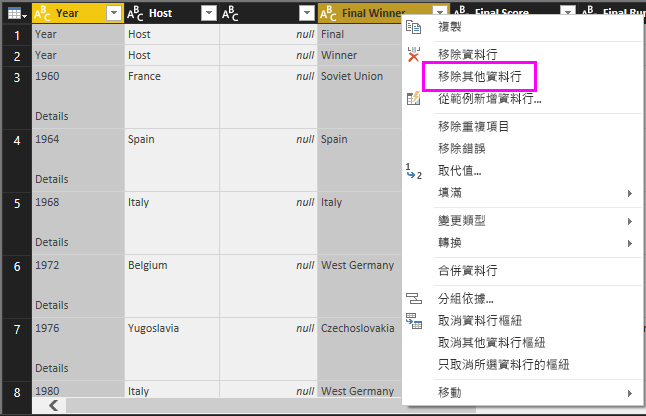 ABC Year ABC Host ABC ABC Final Winner Final Score Final Run
1 Year Host null Final
2 Year Host null Winner
3 1960 France null Soviet Union
Details
4 1964 Spain null Spain
Details
5 1968 Italy null Italy
Details
6 1972 Belgium null West Germany
Details
7 1976 Yugoslavia null Czechoslovakia
Details
8 1980 Italy null West Germany
複製
移除資料行
移除其他資料行
從範例新增資料行...
移除重複項目
移除錯誤
1 2 取代值...
填滿
變更類型
轉換
合併資料行
分組依據...
取消資料行樞紐
取消其他資料行樞紐
只取消所選資料行的樞紐
移動